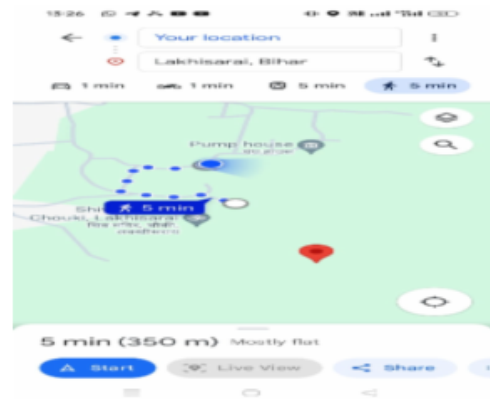 15:26
Your location
Lakhisarai, Bihar
1 min 1 min 5 min 5 min
Pump house
5 min
Chouki, Lakhisarai
5 min (350 m) Mostly flat
Start Live View Share